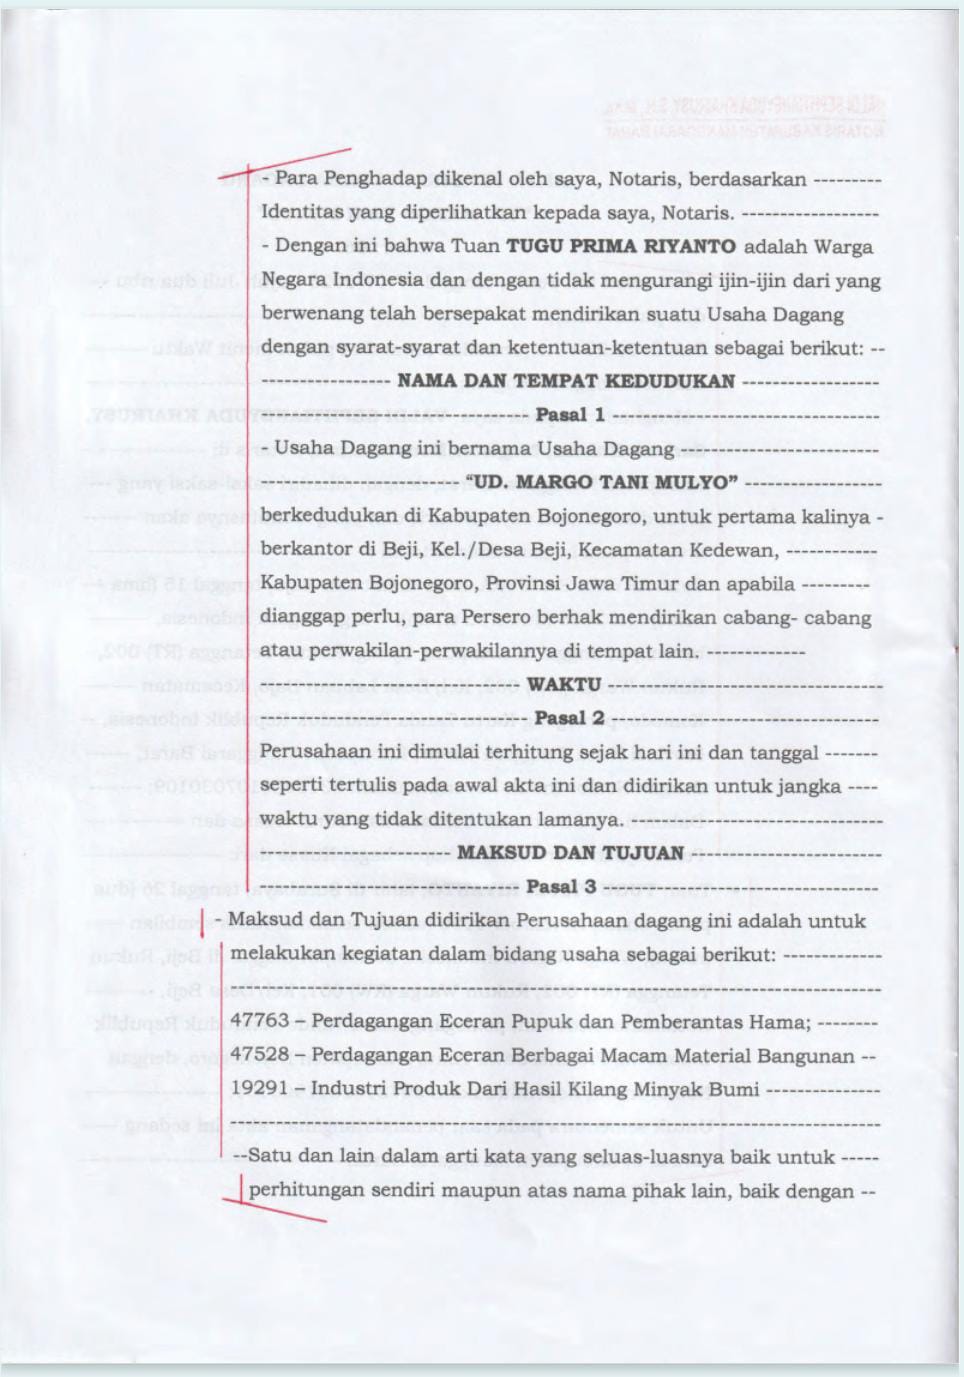 - Para Penghadap dikenal oleh saya, Notaris, berdasarkan ---------
Identitas yang diperlihatkan kepada saya, Notaris. ------------------
- Dengan ini bahwa Tuan TUGU PRIMA RIYANTO adalah Warga
Negara Indonesia dan dengan tidak mengurangi ijin-ijin dari yang
berwenang telah bersepakat mendirikan suatu Usaha Dagang
dengan syarat-syarat dan ketentuan-ketentuan sebagai berikut: --
----------------- NAMA DAN TEMPAT KEDUDUKAN ------------------
------------------------------------ Pasal 1 -----------------------------------
- Usaha Dagang ini bernama Usaha Dagang ---------------------------
--------------------------- “UD. MARGO TANI MULYO” ------------------
berkedudukan di Kabupaten Bojonegoro, untuk pertama kalinya -
berkantor di Beji, Kel./Desa Beji, Kecamatan Kedewan, ------------
Kabupaten Bojonegoro, Provinsi Jawa Timur dan apabila ---------
dianggap perlu, para Persero berhak mendirikan cabang- cabang
atau perwakilan-perwakilannya di tempat lain. -------------
----------------------------------- WAKTU ------------------------------------
------------------------------------ Pasal 2 ------------------------------------
Perusahaan ini dimulai terhitung sejak hari ini dan tanggal -------
seperti tertulis pada awal akta ini dan didirikan untuk jangka ----
waktu yang tidak ditentukan lamanya. ----------------------------------
-------------------------- MAKSUD DAN TUJUAN --------------------------
----------------------------------- Pasal 3 -------------------------------------
- Maksud dan Tujuan didirikan Perusahaan dagang ini adalah untuk
melakukan kegiatan dalam bidang usaha sebagai berikut: -------------
--------------------------------------------------------------------------------------
47763 – Perdagangan Eceran Pupuk dan Pemberantas Hama; --------
47528 – Perdagangan Eceran Berbagai Macam Material Bangunan --
19291 – Industri Produk Dari Hasil Kilang Minyak Bumi ---------------
--------------------------------------------------------------------------------------
--Satu dan lain dalam arti kata yang seluas-luasnya baik untuk -----
perhitungan sendiri maupun atas nama pihak lain, baik dengan --